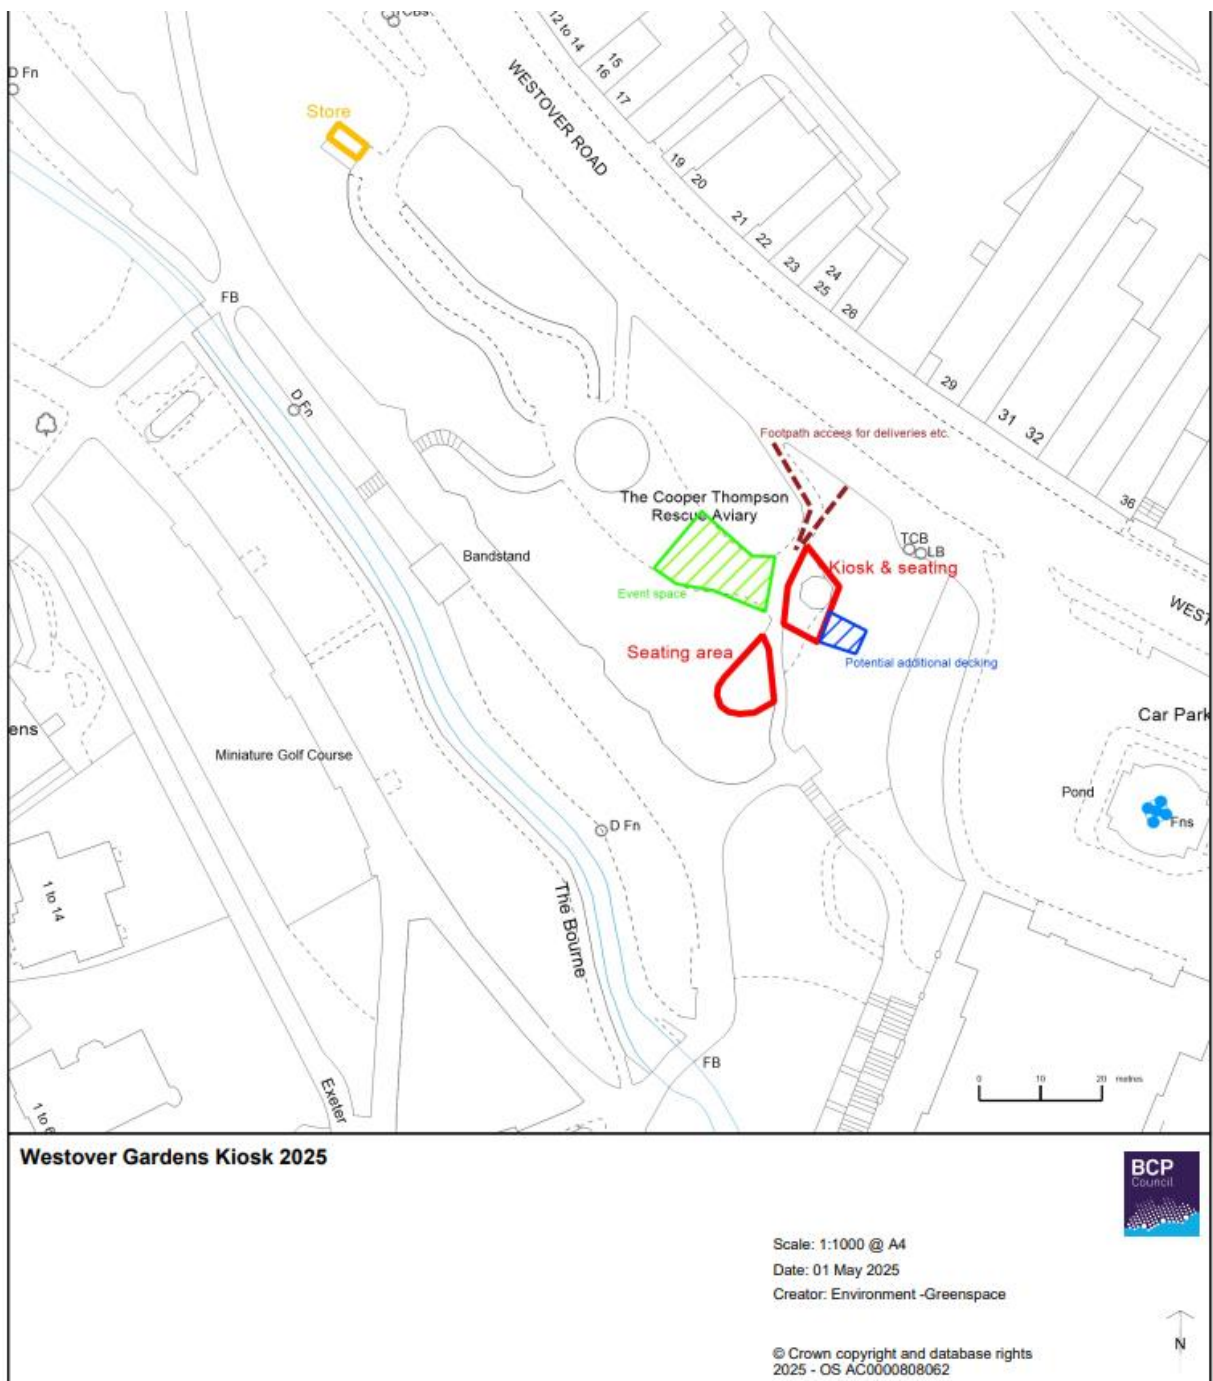 TCBs
D Fn
12 to 14
15
16
17
Store
WESTOVER ROAD
19
20
21
22
23
24
25
26
FB
29
D Fn
31
32
Footpath access for deliveries etc.
36
The Cooper Thompson
Rescue Aviary
TCB
LB
Bandstand
Kiosk & seating
Event space
WEST
Seating area
Potential additional decking
ens
Car Park
Miniature Golf Course
Pond
Fns
D Fn
1 to 14
The Bourne
FB
Exeter
1 to 6
0 10 20 metres
Westover Gardens Kiosk 2025
BCP
Council
Scale: 1:1000 @ A4
Date: 01 May 2025
Creator: Environment -Greenspace
N
© Crown copyright and database rights
2025 - OS AC0000808062